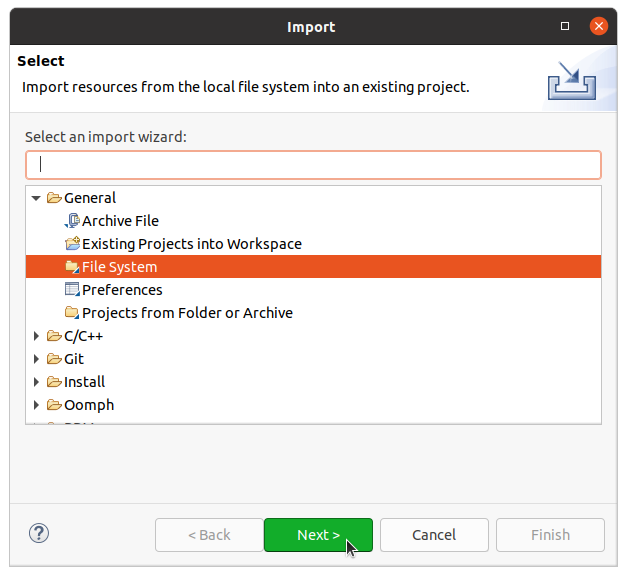 Import
Select
Import resources from the local file system into an existing project.
Select an import wizard:
General
Archive File
Existing Projects into Workspace
File System
Preferences
Projects from Folder or Archive
C/C++
Git
Install
Oomph
?
< Back Next > Cancel Finish